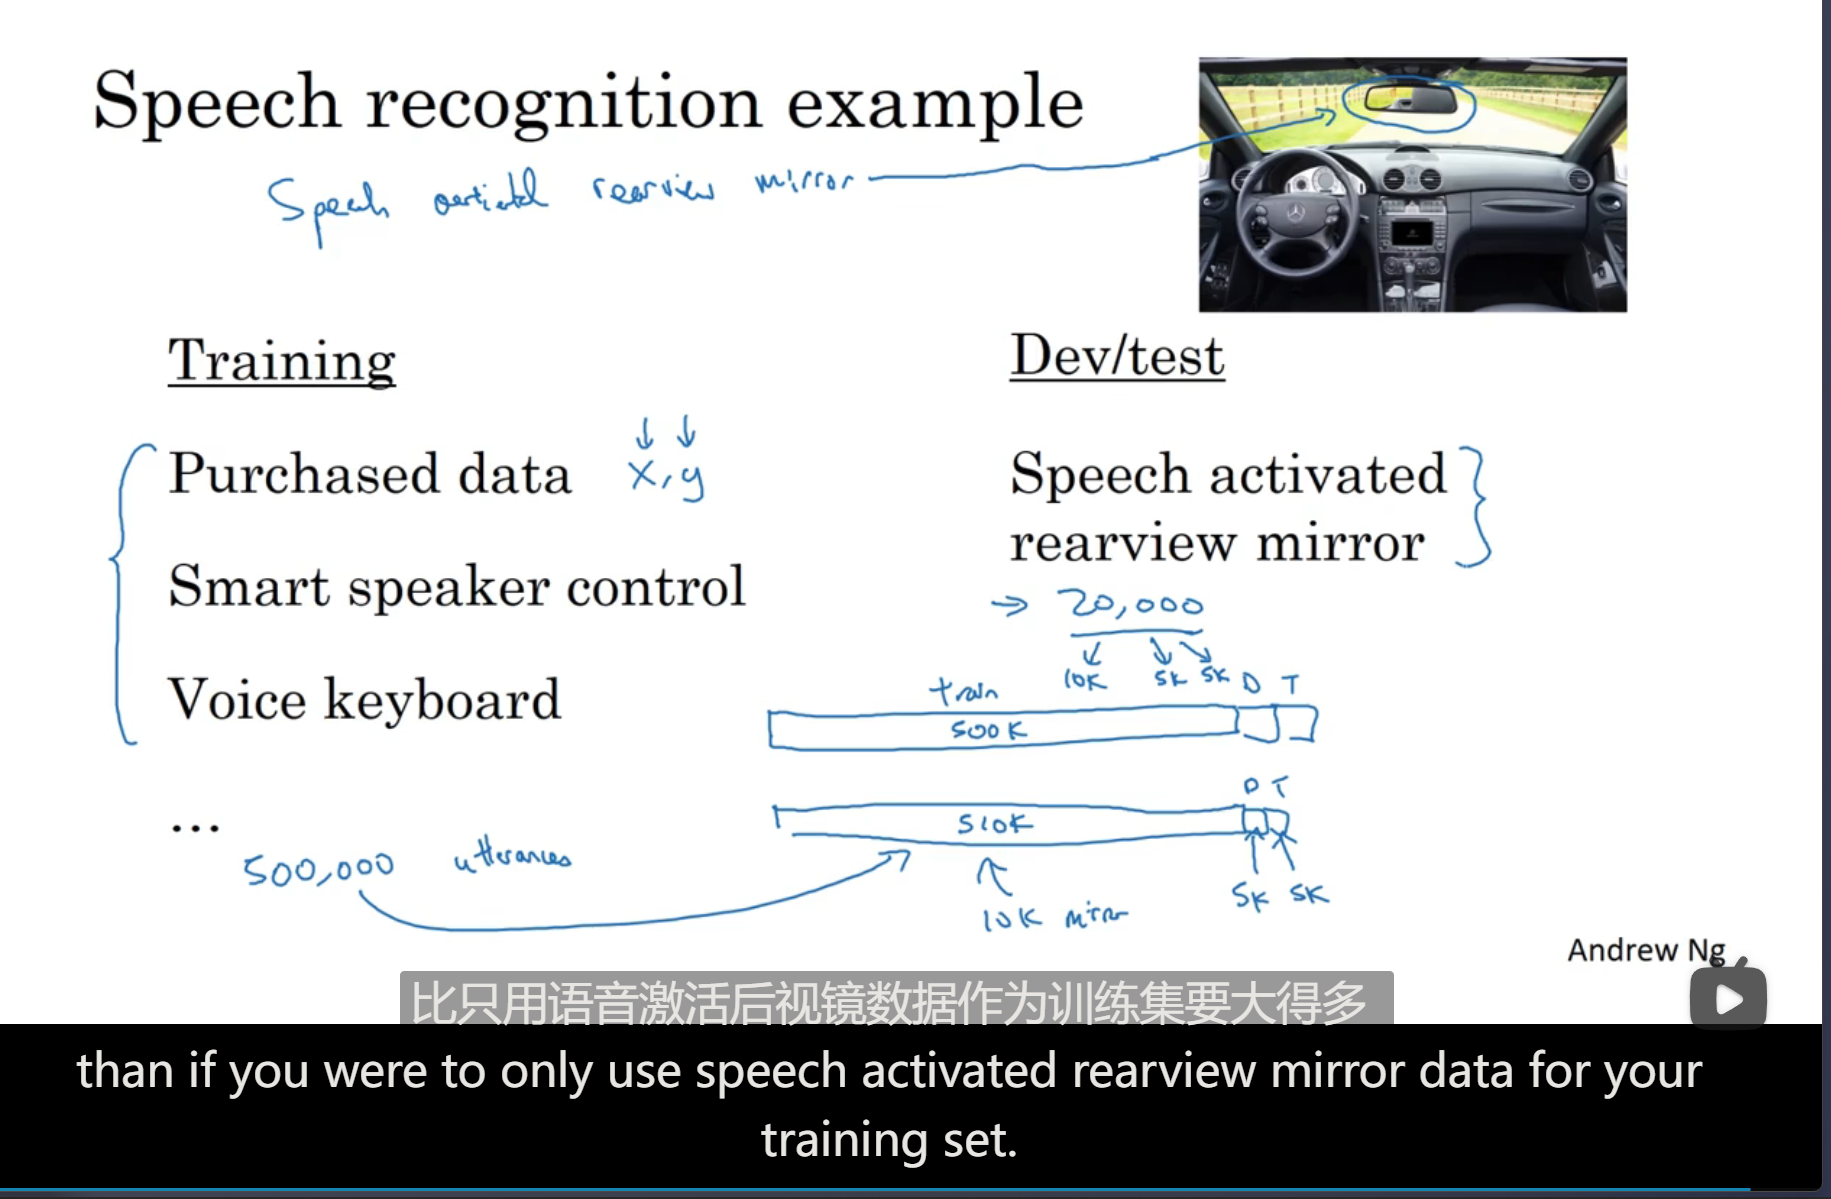 Speech recognition example
Speech activated rearview mirror
Training
Dev/test
Purchased data x, y
Speech activated
rearview mirror
Smart speaker control
20,000
10K 5K 5K
Voice keyboard
train D T
500K
D T
510K
...
500,000 utterances
5K 5K
10K mirror
Andrew Ng
比只用语音激活后视镜数据作为训练集要大得多
than if you were to only use speech activated rearview mirror data for your
training set.